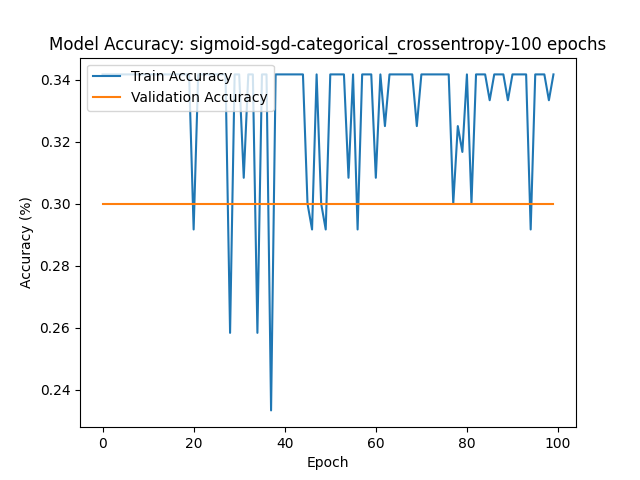 Model Accuracy: sigmoid-sgd-categorical_crossentropy-100 epochs
Train Accuracy
Validation Accuracy
0.34
0.32
0.30
0.28
0.26
0.24
Accuracy (%)
0 20 40 60 80 100
Epoch